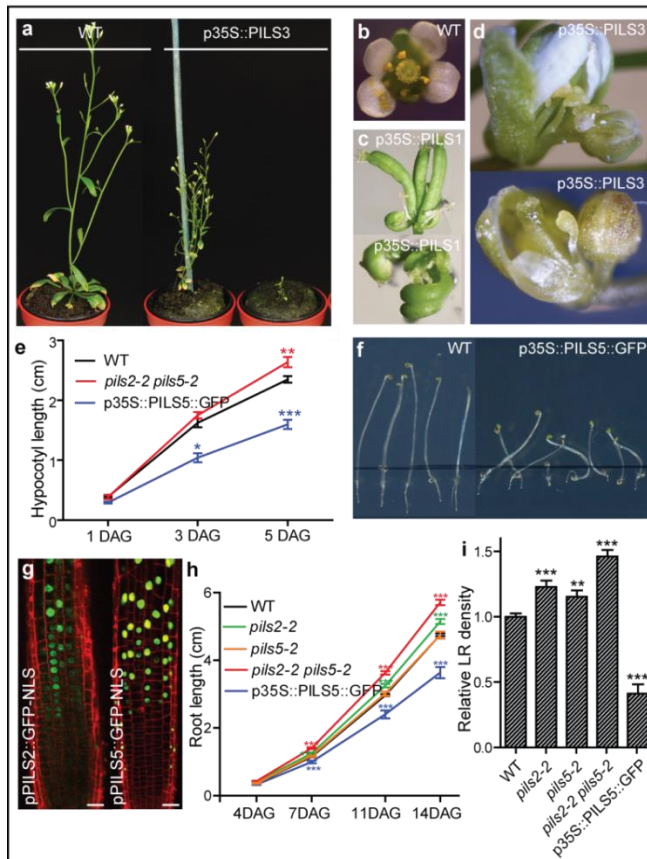 a
WT
p35S::PILS3
b
WT
c
p35S::PILS1
p35S::PILS1
d
p35S::PILS3
p35S::PILS3
e
Hypocotyl length (cm)
2
1
0
WT
pils2-2 pils5-2
p35S::PILS5::GFP
**
*
***
1 DAG
3 DAG
5 DAG
f
WT
p35S::PILS5::GFP
g
pPILS2::GFP-NLS
pPILS5::GFP-NLS
h
Root length (cm)
6
4
2
0
WT
pils2-2
pils5-2
pils2-2 pils5-2
p35S::PILS5::GFP
***
***
***
***
***
***
***
***
4DAG
7DAG
11DAG
14DAG
i
Relative LR density
1.5
1.0
0.5
0.0
***
**
***
***
WT
pils2-2
pils5-2
pils2-2 pils5-2
p35S::PILS5::GFP